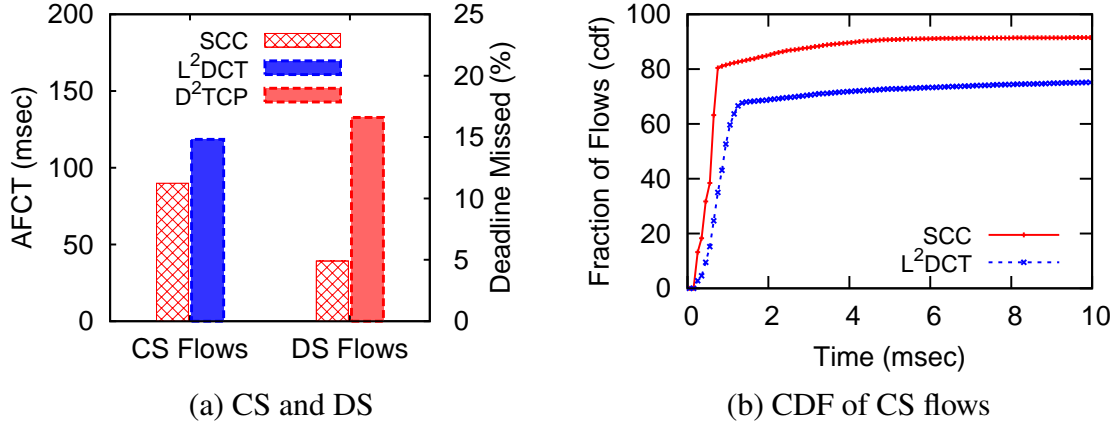 AFCT (msec)
200
150
100
50
0
SCC
L²DCT
D²TCP
CS Flows DS Flows
25
20
15
10
5
0
Deadline Missed (%)
(a) CS and DS
Fraction of Flows (cdf)
100
80
60
40
20
0
SCC
L²DCT
0 2 4 6 8 10
Time (msec)
(b) CDF of CS flows